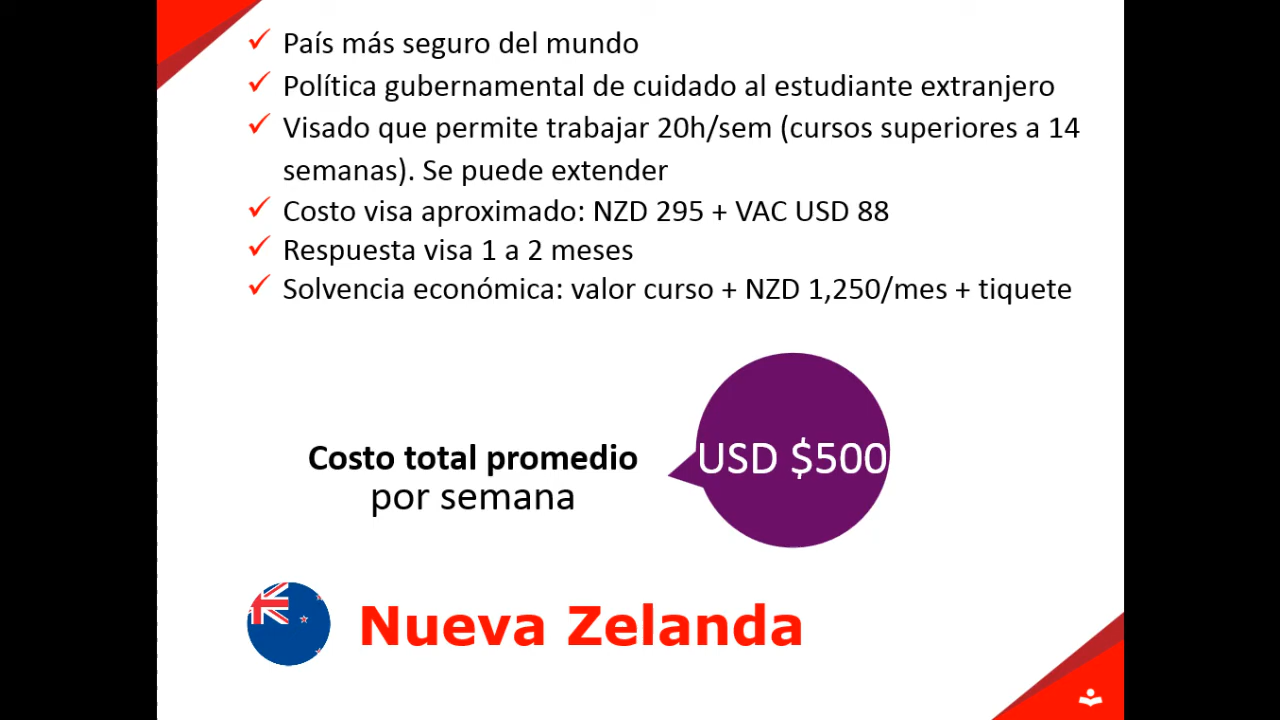 País más seguro del mundo
Política gubernamental de cuidado al estudiante extranjero
Visado que permite trabajar 20h/sem (cursos superiores a 14
semanas). Se puede extender
Costo visa aproximado: NZD 295 + VAC USD 88
Respuesta visa 1 a 2 meses
Solvencia económica: valor curso + NZD 1,250/mes + tiquete
Costo total promedio
por semana
USD $500
Nueva Zelanda